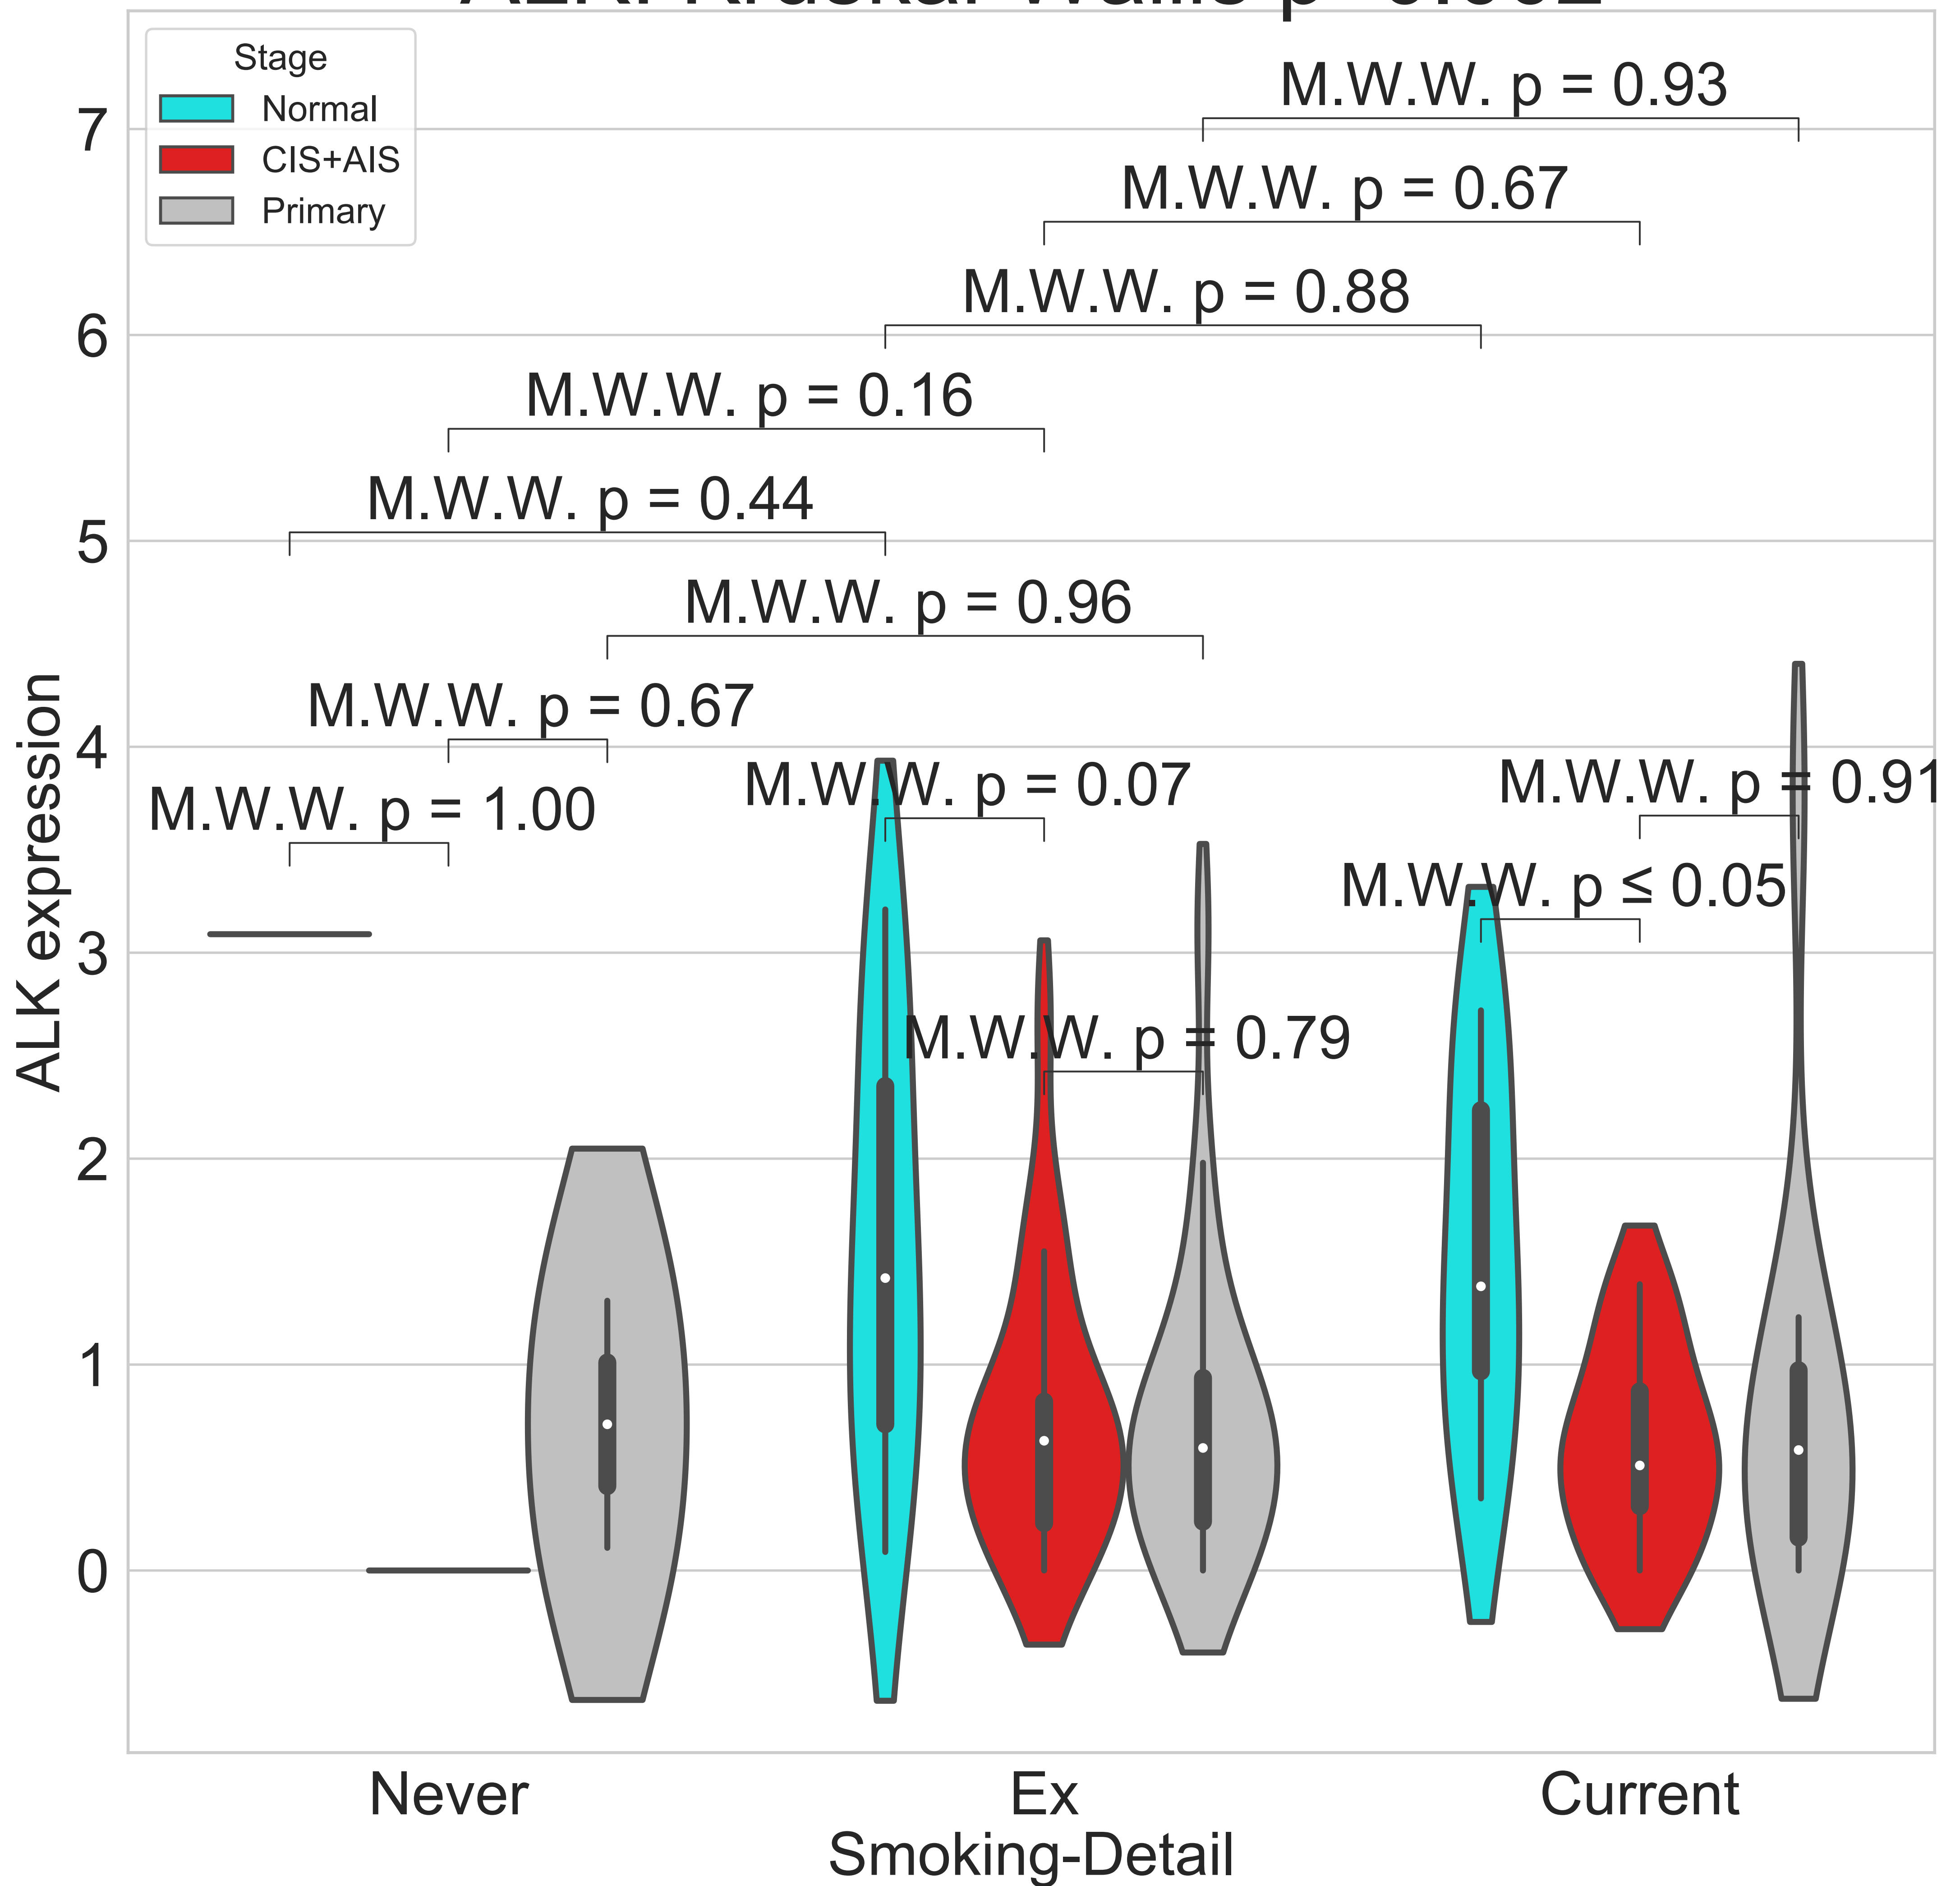 Stage
Normal
CIS+AIS
Primary
M.W.W. p = 0.93
M.W.W. p = 0.67
M.W.W. p = 0.88
M.W.W. p = 0.16
M.W.W. p = 0.44
M.W.W. p = 0.96
M.W.W. p = 0.67
M.W.W. p = 1.00
M.W.W. p = 0.07
M.W.W. p = 0.91
M.W.W. p ≤ 0.05
M.W.W. p = 0.79
ALK expression
7
6
5
4
3
2
1
0
Never
Ex
Current
Smoking-Detail